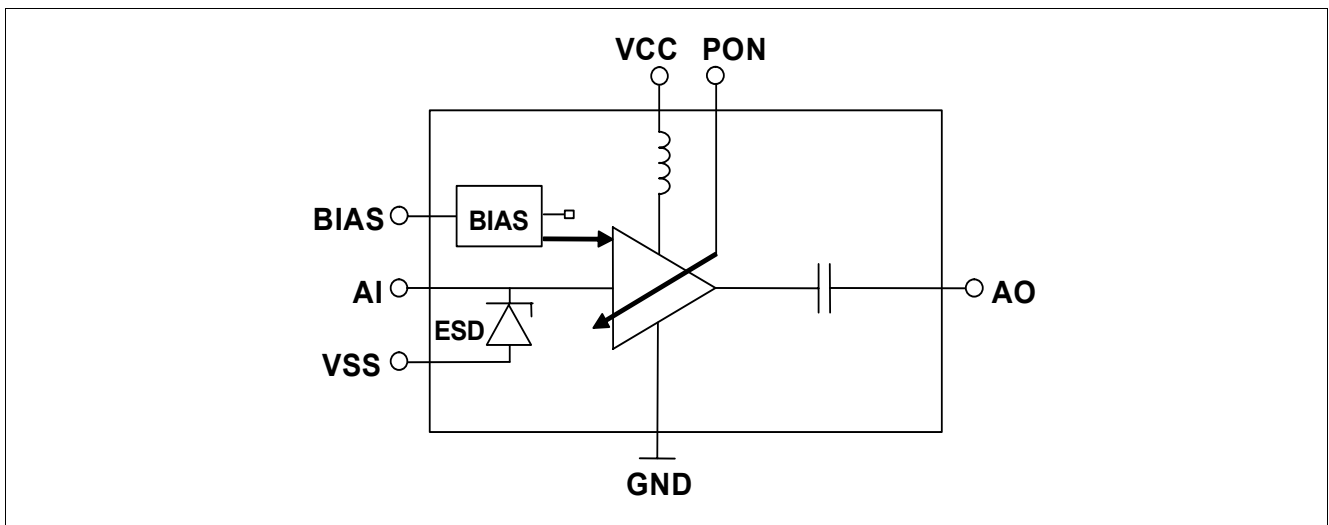 VCC PON
BIAS BIAS
AI AO
ESD
VSS
GND